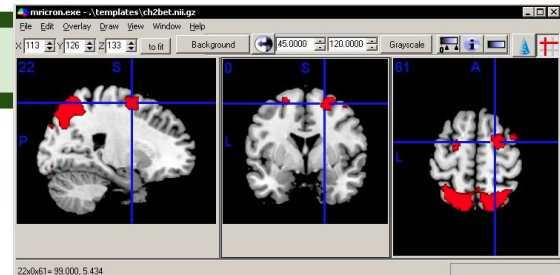 mricron.exe - .\templates\ch2bet.nii.gz
File Edit Overlay Draw View Window Help
X 113 Y 126 Z 133 to fit Background 45.0000 120.0000 Grayscale
22 S 0 S 61 A
P L L
22x0x61= 99.000, 5.434